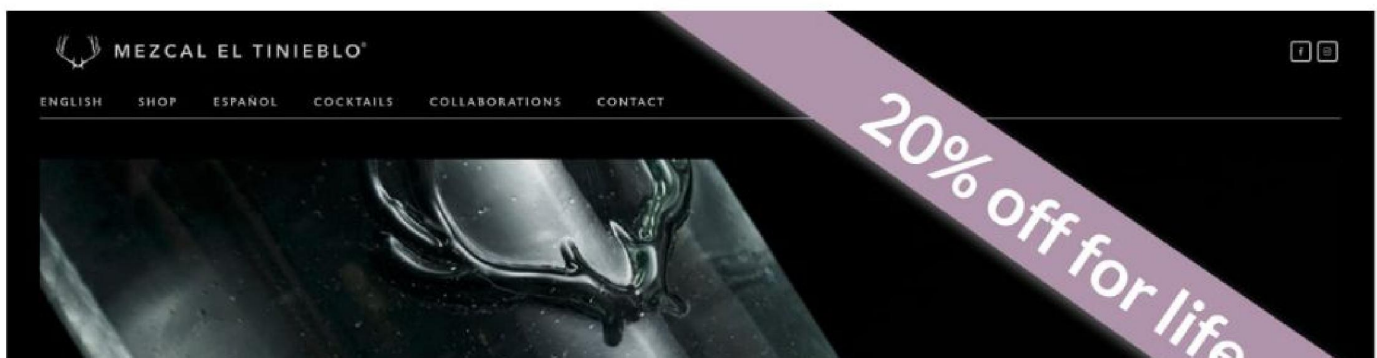 MEZCAL EL TINIEBLO®
ENGLISH SHOP ESPAÑOL COCKTAILS COLLABORATIONS CONTACT
20% off for life